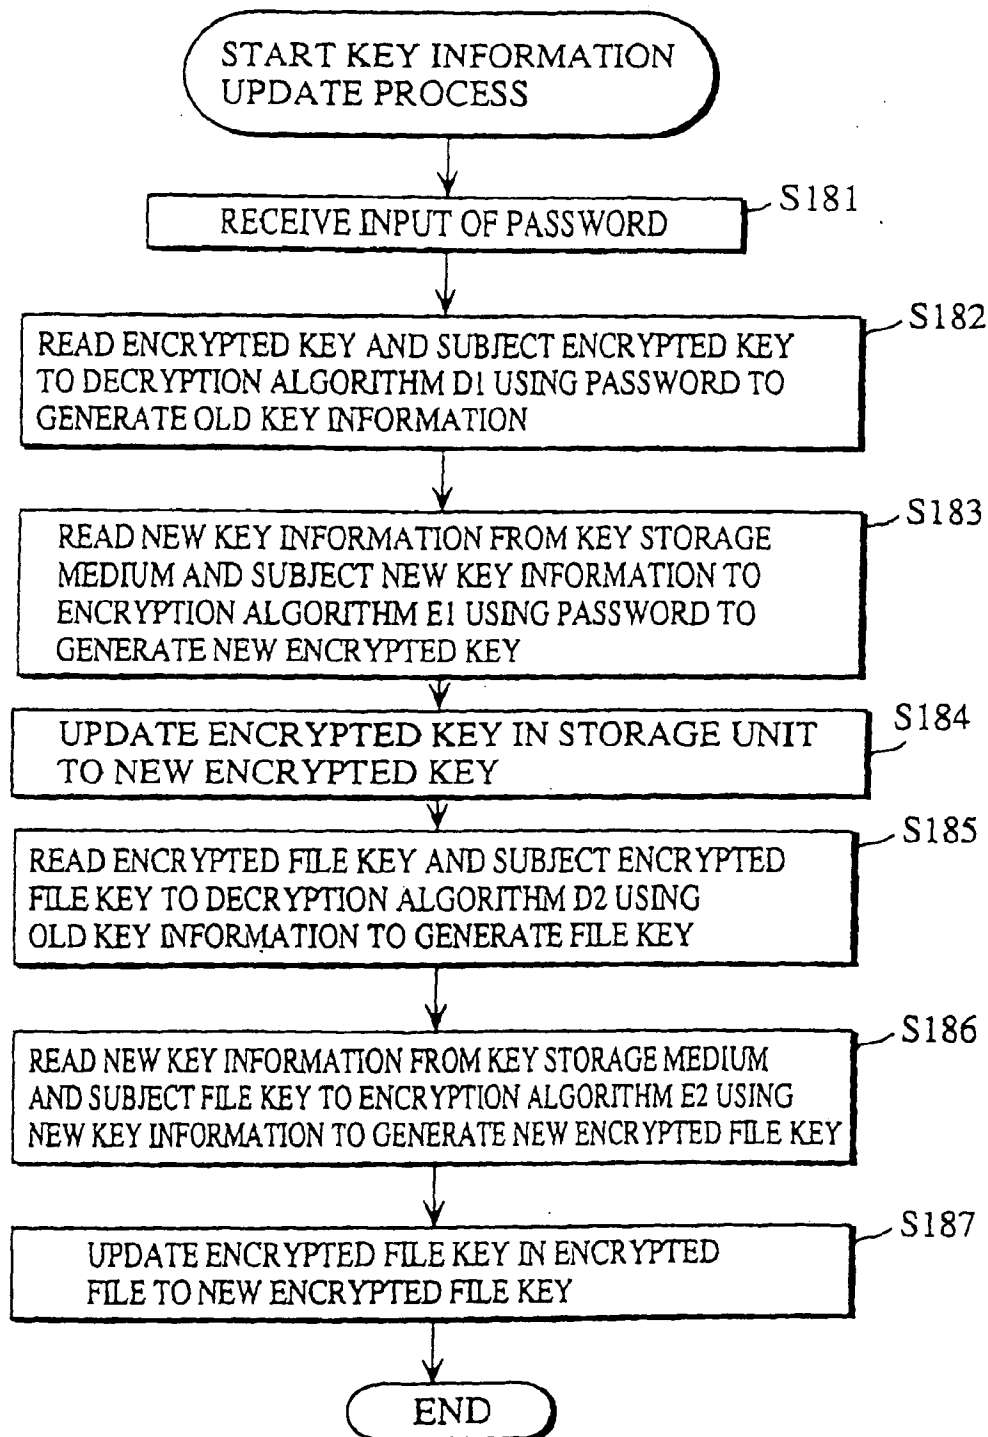 START KEY INFORMATION
UPDATE PROCESS
S181
RECEIVE INPUT OF PASSWORD
S182
READ ENCRYPTED KEY AND SUBJECT ENCRYPTED KEY
TO DECRYPTION ALGORITHM D1 USING PASSWORD TO
GENERATE OLD KEY INFORMATION
S183
READ NEW KEY INFORMATION FROM KEY STORAGE
MEDIUM AND SUBJECT NEW KEY INFORMATION TO
ENCRYPTION ALGORITHM E1 USING PASSWORD TO
GENERATE NEW ENCRYPTED KEY
S184
UPDATE ENCRYPTED KEY IN STORAGE UNIT
TO NEW ENCRYPTED KEY
S185
READ ENCRYPTED FILE KEY AND SUBJECT ENCRYPTED
FILE KEY TO DECRYPTION ALGORITHM D2 USING
OLD KEY INFORMATION TO GENERATE FILE KEY
S186
READ NEW KEY INFORMATION FROM KEY STORAGE MEDIUM
AND SUBJECT FILE KEY TO ENCRYPTION ALGORITHM E2 USING
NEW KEY INFORMATION TO GENERATE NEW ENCRYPTED FILE KEY
S187
UPDATE ENCRYPTED FILE KEY IN ENCRYPTED
FILE TO NEW ENCRYPTED FILE KEY
END